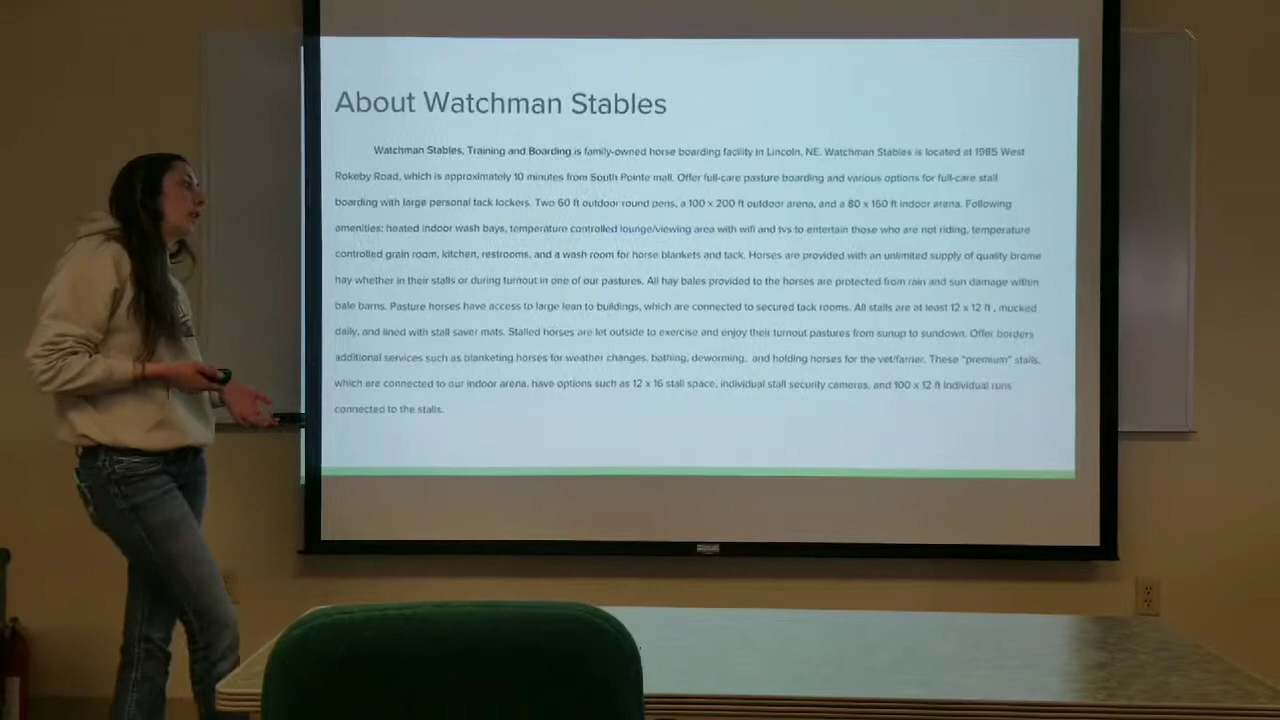 About Watchman Stables
Watchman Stables, Training and Boarding is family-owned horse boarding facility in Lincoln, NE. Watchman Stables is located at 1985 West
Rokeby Road, which is approximately 10 minutes from South Pointe mall. Offer full-care pasture boarding and various options for full-care stall
boarding with large personal tack lockers. Two 60 ft outdoor round pens, a 100 x 200 ft outdoor arena, and a 80 x 160 ft indoor arena. Following
amenities: heated indoor wash bays, temperature controlled lounge/viewing area with wifi and tvs to entertain those who are not riding, temperature
controlled grain room, kitchen, restrooms, and a wash room for horse blankets and tack. Horses are provided with an unlimited supply of quality brome
hay whether in their stalls or during turnout in one of our pastures. All hay bales provided to the horses are protected from rain and sun damage within
bale barns. Pasture horses have access to large lean to buildings, which are connected to secured tack rooms. All stalls are at least 12 x 12 ft , mucked
daily, and lined with stall saver mats. Stalled horses are let outside to exercise and enjoy their turnout pastures from sunup to sundown. Offer borders
additional services such as blanketing horses for weather changes, bathing, deworming, and holding horses for the vet/farrier. These "premium" stalls,
which are connected to our indoor arena, have options such as 12 x 16 stall space, individual stall security cameras, and 100 x 12 ft individual runs
connected to the stalls.